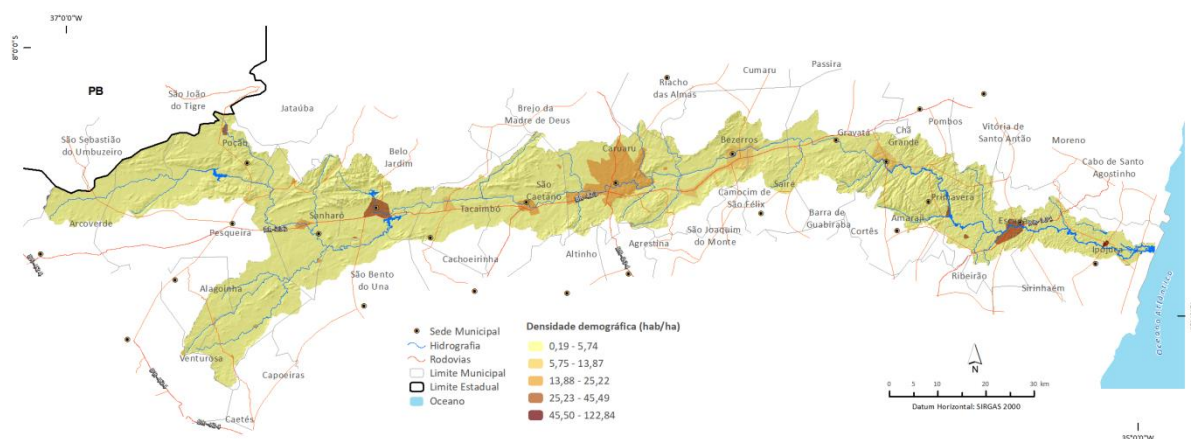 37°0'0"W
8°0'0"S
PB
São João
do Tigre
Jataúba
São Sebastião
do Umbuzeiro
Poção
Belo
Jardim
Brejo da
Madre de Deus
Riacho
das Almas
Cumaru
Passira
Caruaru
Bezerros
Gravatá
Chã
Grande
Pombos
Vitória de
Santo Antão
Moreno
Cabo de Santo
Agostinho
Arcoverde
Pesqueira
Sanharó
Tacaimbó
São
Caetano
Camocim de
São Félix
Sairé
Barra de
Guabiraba
Cortês
Amaraji
Primavera
Escada
Ipojuca
Alagoinha
São Bento
do Una
Cachoeirinha
Altinho
Agrestina
São Joaquim
do Monte
Ribeirão
Sirinhaém
Oceano Atlântico
Venturosa
Capoeiras
Caetés
Sede Municipal
Hidrografia
Rodovias
Limite Municipal
Limite Estadual
Oceano
Densidade demográfica (hab/ha)
0,19 - 5,74
5,75 - 13,87
13,88 - 25,22
25,23 - 45,49
45,50 - 122,84
N
0 10 20 30 km
Datum Horizontal: SIRGAS 2000
35°0'0"W